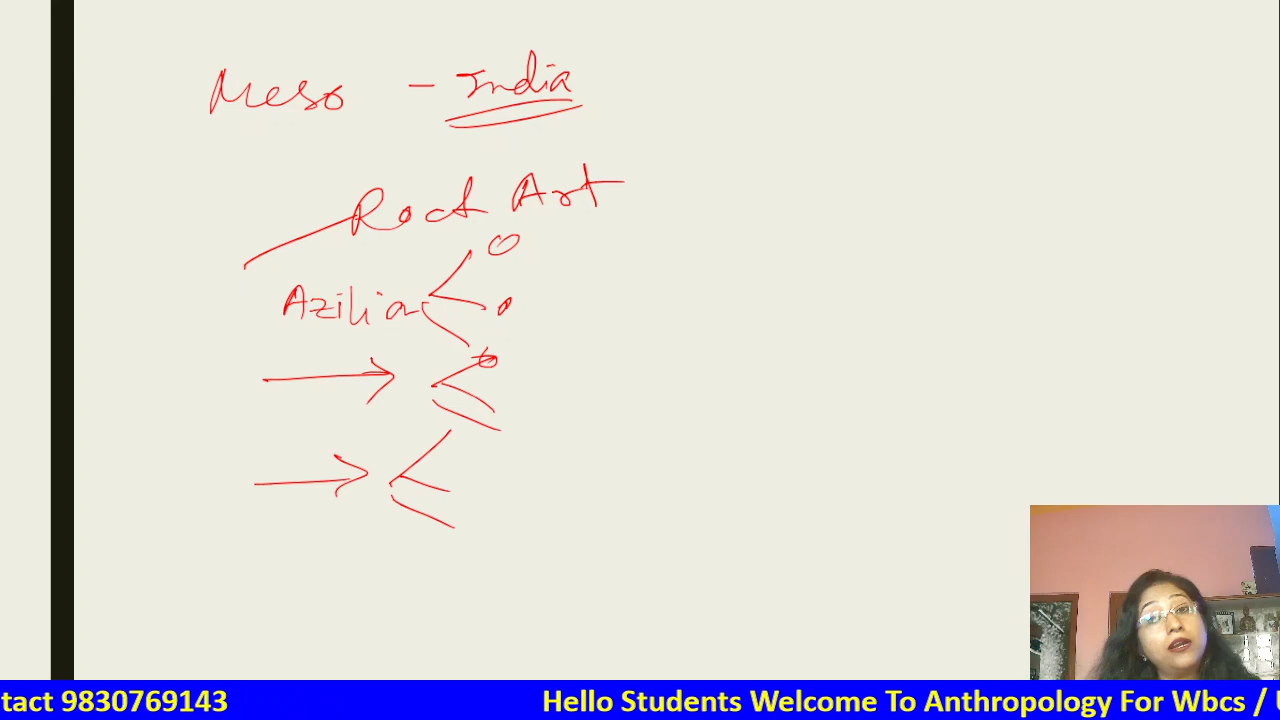 Meso - India
Rock Art
Azilian
tact 9830769143 Hello Students Welcome To Anthropology For Wbcs /